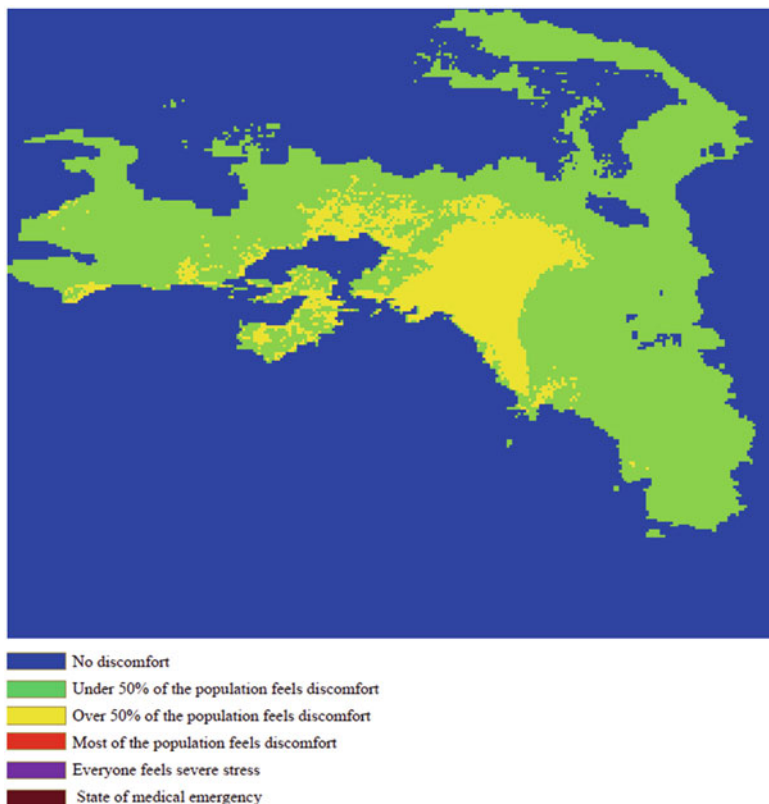 No discomfort
Under 50% of the population feels discomfort
Over 50% of the population feels discomfort
Most of the population feels discomfort
Everyone feels severe stress
State of medical emergency